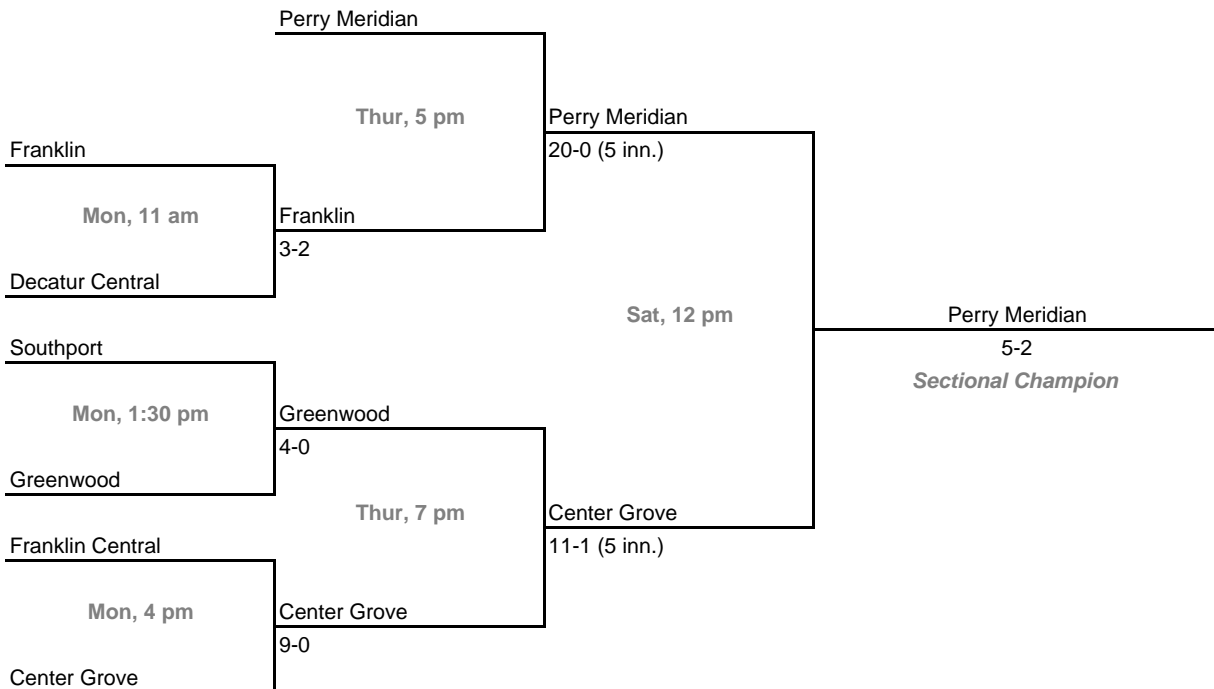 Perry Meridian
Thur, 5 pm
Perry Meridian
Franklin
20-0 (5 inn.)
Mon, 11 am
Franklin
3-2
Decatur Central
Sat, 12 pm
Perry Meridian
Southport
5-2
Sectional Champion
Mon, 1:30 pm
Greenwood
4-0
Greenwood
Thur, 7 pm
Center Grove
Franklin Central
11-1 (5 inn.)
Mon, 4 pm
Center Grove
9-0
Center Grove